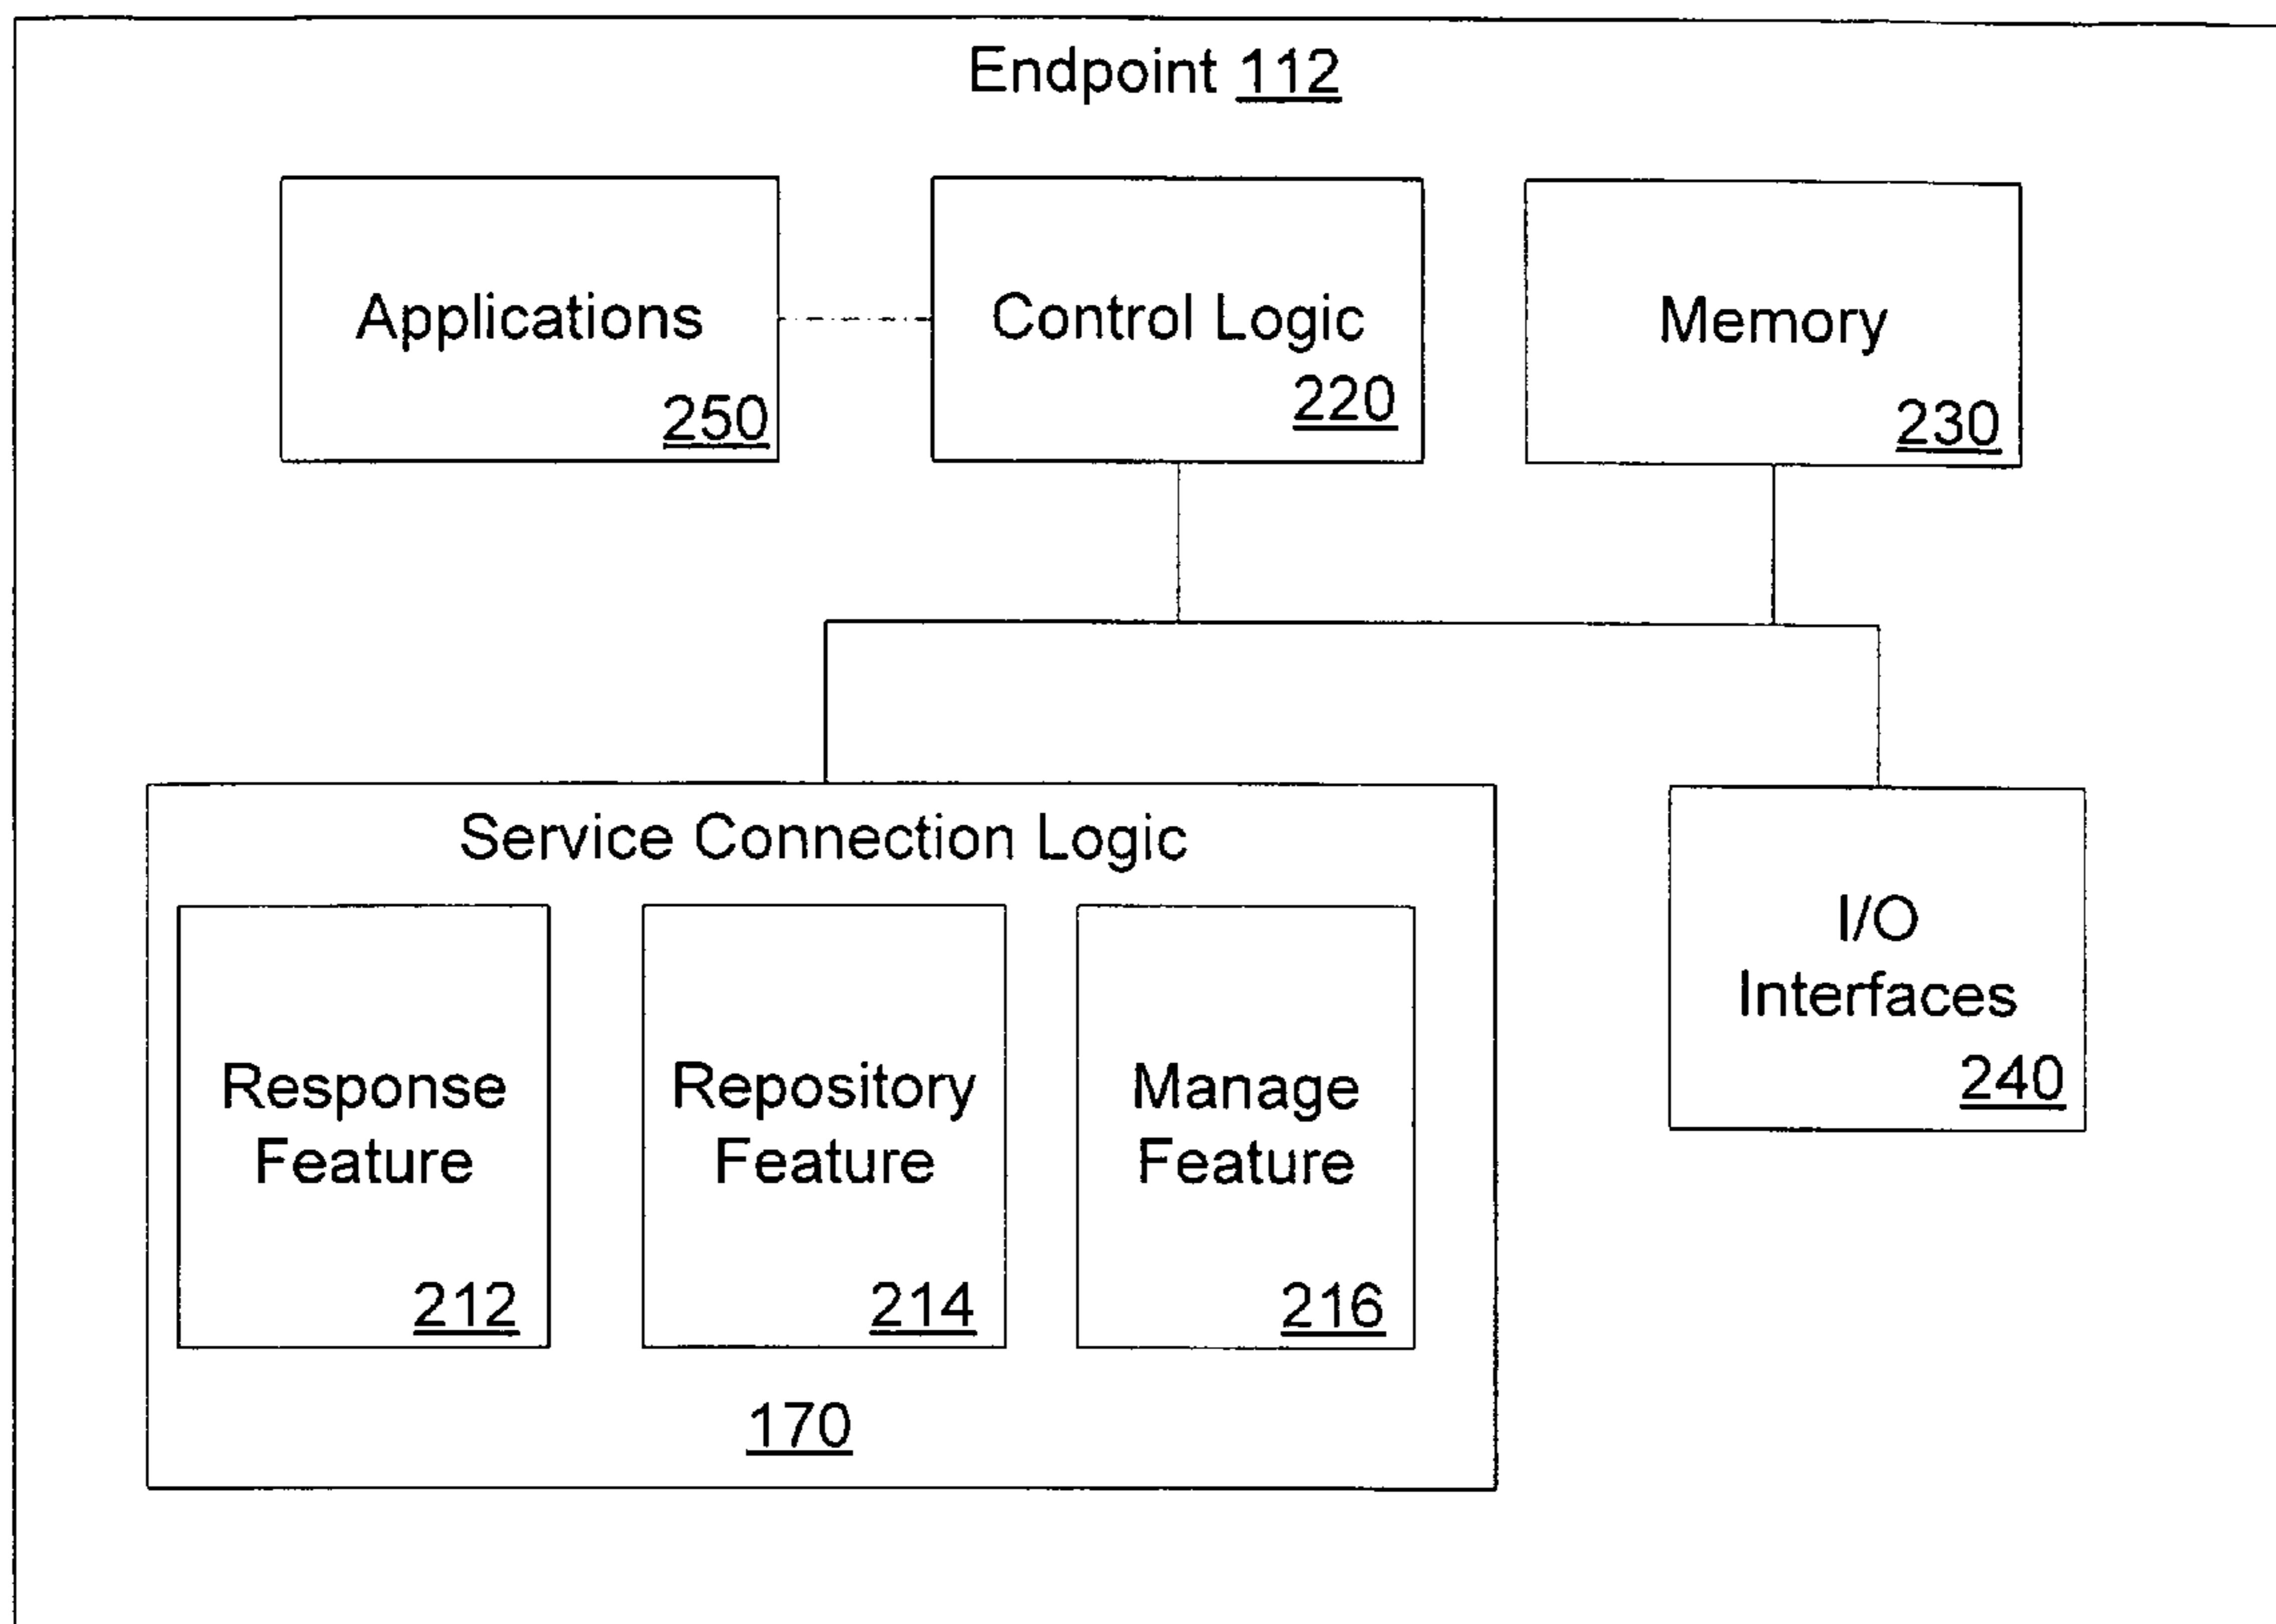 Endpoint 112
Applications
250
Control Logic
220
Memory
230
Service Connection Logic
Response
Feature
212
Repository
Feature
214
Manage
Feature
216
170
I/O
Interfaces
240